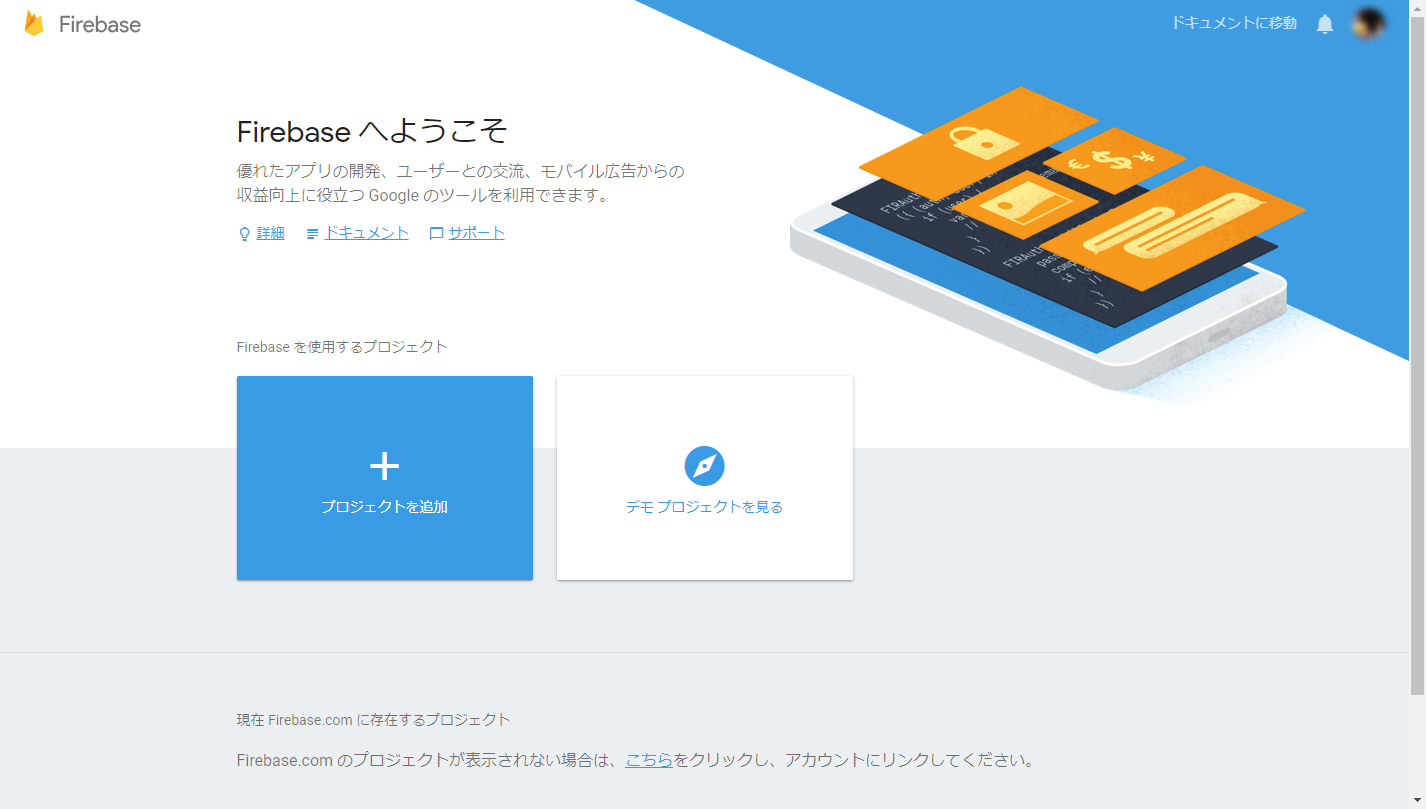 Firebase
ドキュメントに移動
Firebase へようこそ
優れたアプリの開発、ユーザーとの交流、モバイル広告からの
収益向上に役立つ Google のツールを利用できます。
詳細 ドキュメント サポート
Firebase を使用するプロジェクト
プロジェクトを追加
デモ プロジェクトを見る
現在 Firebase.com に存在するプロジェクト
Firebase.com のプロジェクトが表示されない場合は、こちらをクリックし、アカウントにリンクしてください。